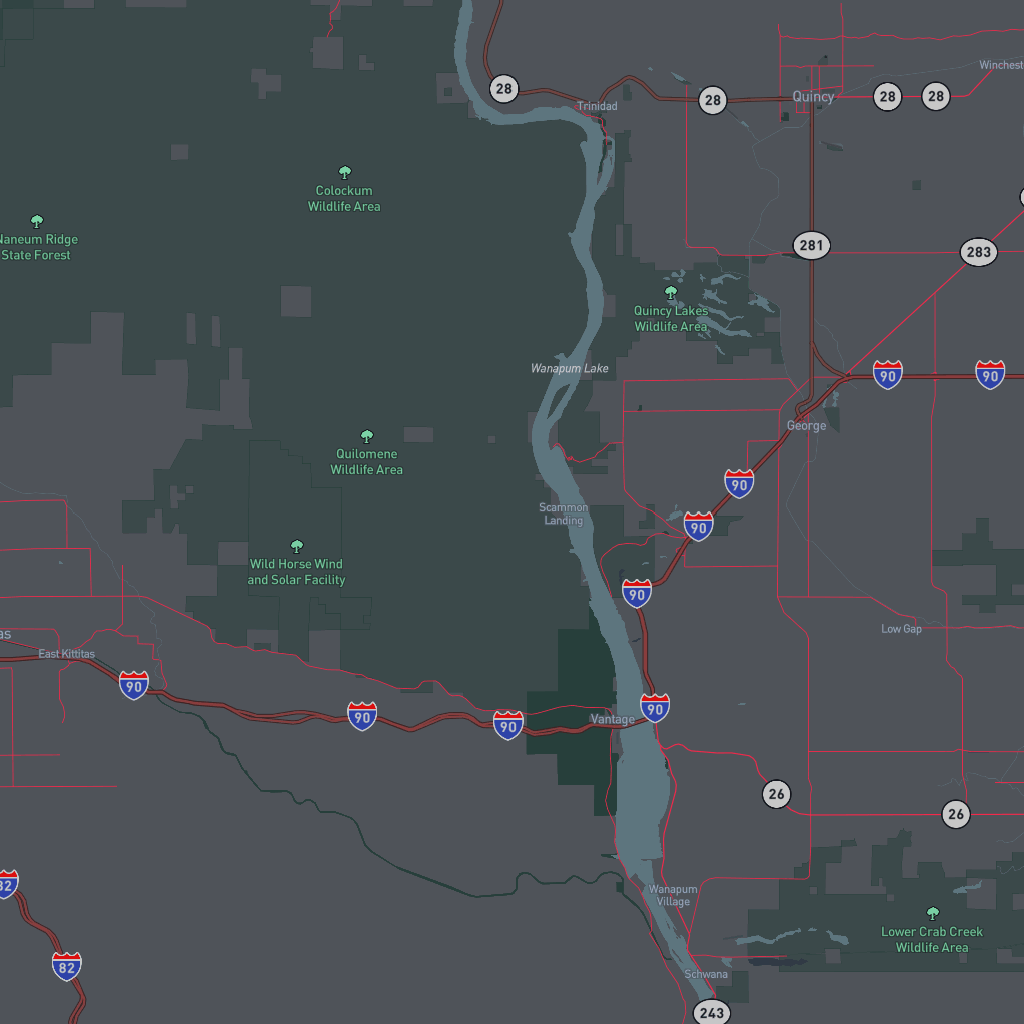 28
Trinidad
28
Quincy
28
28
Winchest
Colockum
Wildlife Area
Naneum Ridge
State Forest
281
283
Quincy Lakes
Wildlife Area
Wanapum Lake
90
90
George
Quilomene
Wildlife Area
90
Scammon
Landing
90
Wild Horse Wind
and Solar Facility
90
as
Low Gap
East Kittitas
90
90
90
Vantage
90
26
26
82
Wanapum
Village
Lower Crab Creek
Wildlife Area
82
Schwana
243